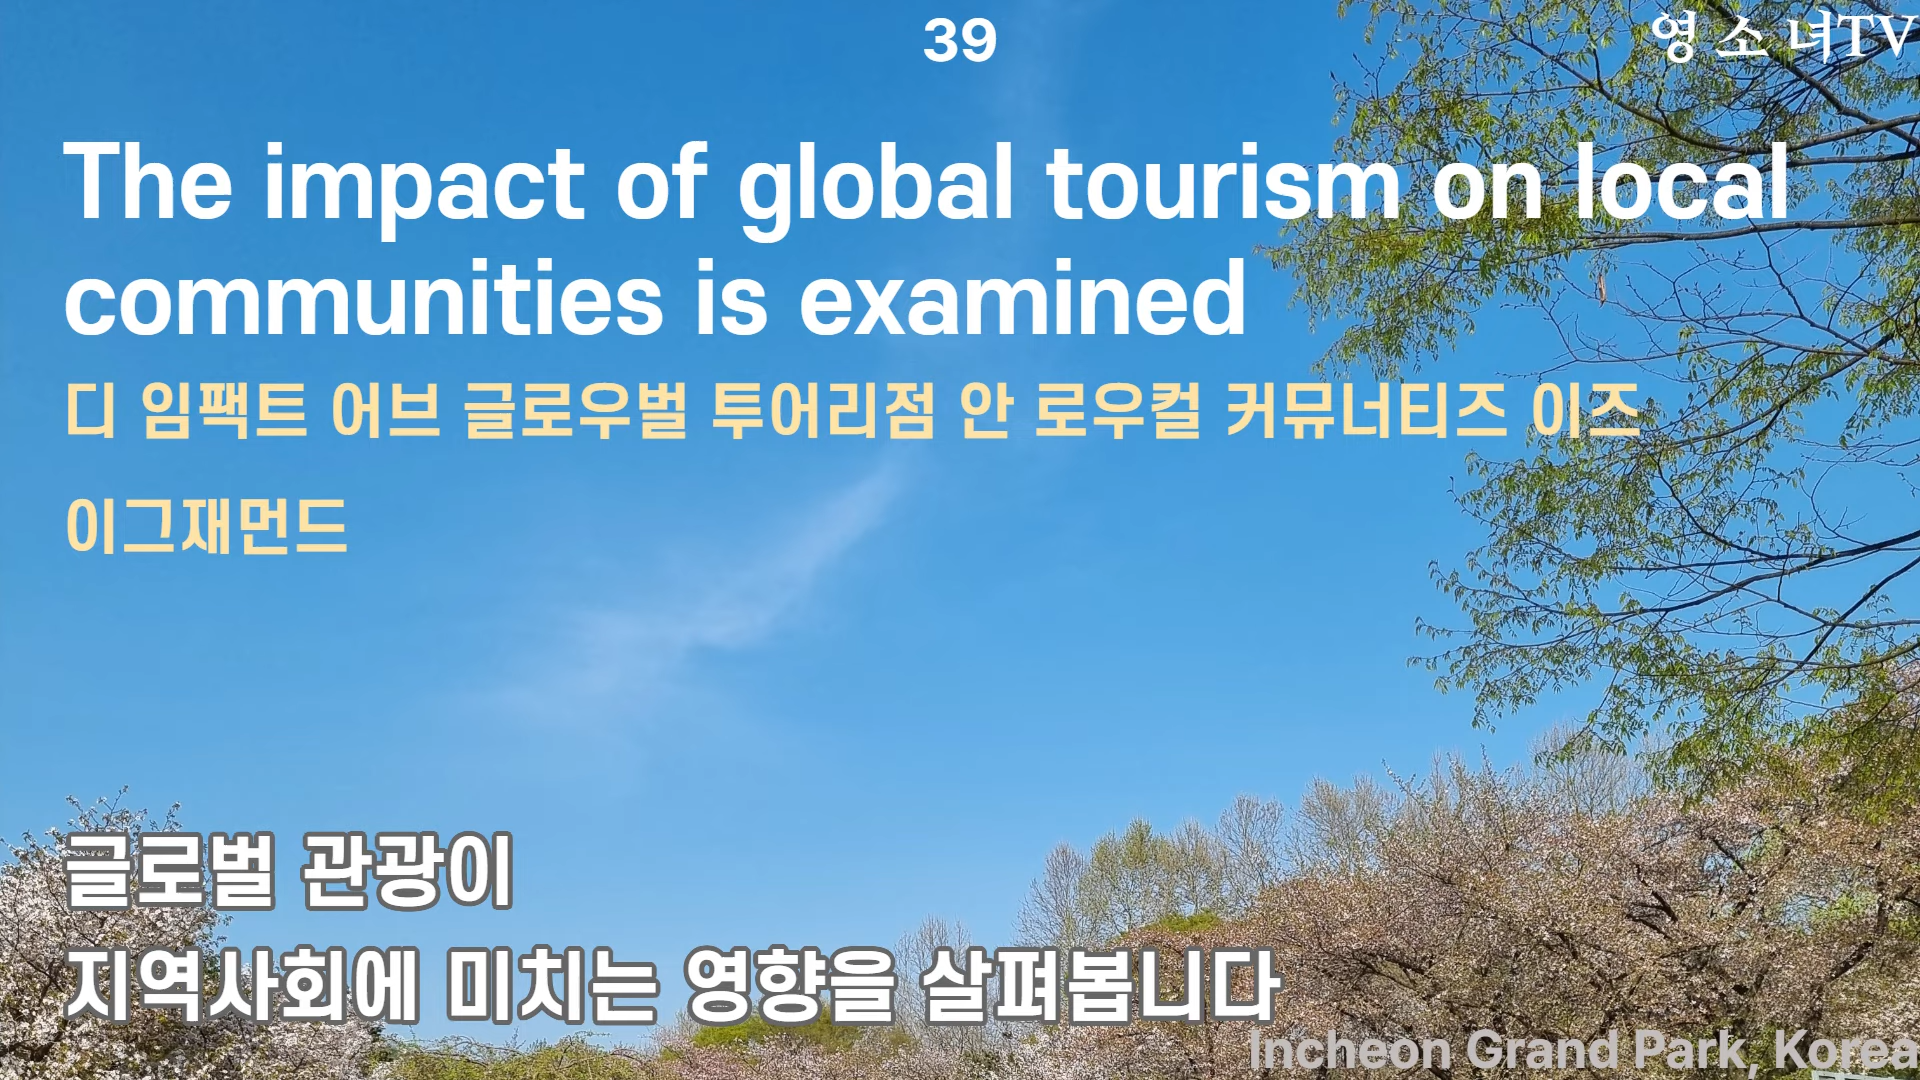 39
영소녀TV
The impact of global tourism on local
communities is examined
디 임팩트 어브 글로우벌 투어리점 안 로우컬 커뮤너티즈 이즈
이그재먼드
글로벌 관광이
지역사회에 미치는 영향을 살펴봅니다
Incheon Grand Park, Korea